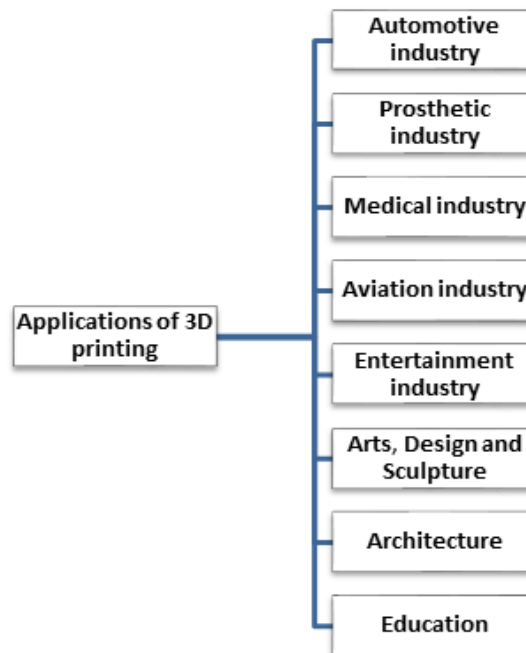 Automotive
industry
Prosthetic
industry
Medical industry
Aviation industry
Applications of 3D
printing
Entertainment
industry
Arts, Design and
Sculpture
Architecture
Education